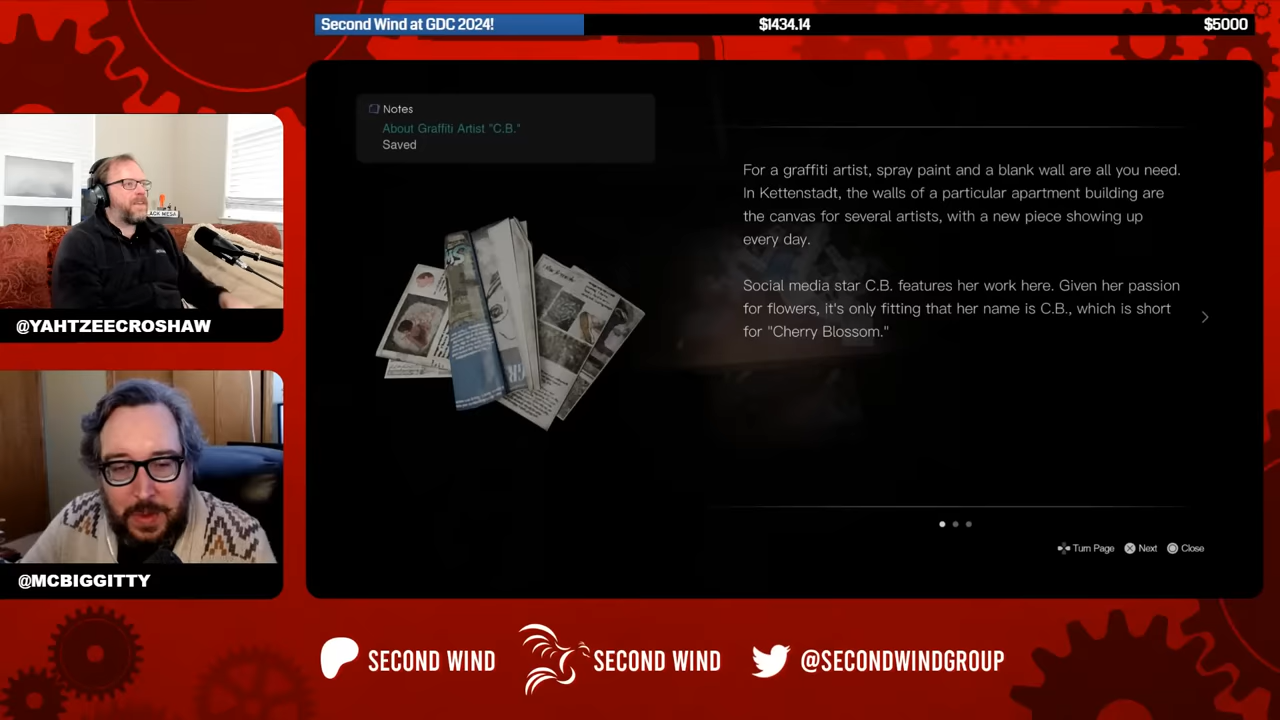 Second Wind at GDC 2024!
$1434.14
$5000
Notes
About Graffiti Artist "C.B."
Saved
For a graffiti artist, spray paint and a blank wall are all you need.
In Kettenstadt, the walls of a particular apartment building are
the canvas for several artists, with a new piece showing up
every day.
Social media star C.B. features her work here. Given her passion
for flowers, it's only fitting that her name is C.B., which is short
for "Cherry Blossom."
BLACK MESA
@YAHTZEECROSHAW
@MCBIGGITTY
Turn Page
Next
Close
SECOND WIND
SECOND WIND
@SECONDWINDGROUP